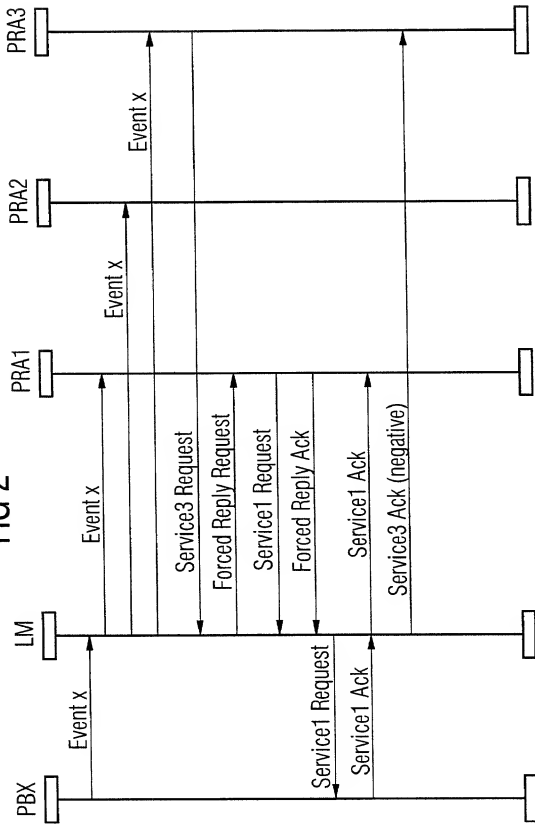 FIG 2
PBX
LM
PRA1
PRA2
PRA3
Event x
Event x
Event x
Event x
Service3 Request
Forced Reply Request
Service1 Request
Forced Reply Ack
Service1 Request
Service1 Ack
Service1 Ack
Service3 Ack (negative)